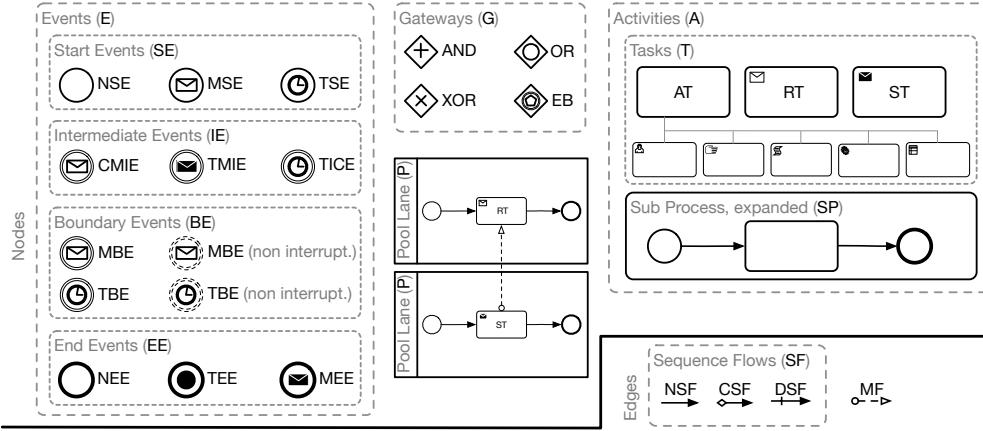 Events (E)
Start Events (SE)
NSE
MSE
TSE
Intermediate Events (IE)
CMIE
TMIE
TICE
Boundary Events (BE)
MBE
MBE (non interrupt.)
TBE
TBE (non interrupt.)
End Events (EE)
NEE
TEE
MEE
Nodes
Gateways (G)
AND
OR
XOR
EB
Pool Lane (P)
RT
Pool Lane (P)
ST
Activities (A)
Tasks (T)
AT
RT
ST
Sub Process, expanded (SP)
Edges
Sequence Flows (SF)
NSF
CSF
DSF
MF